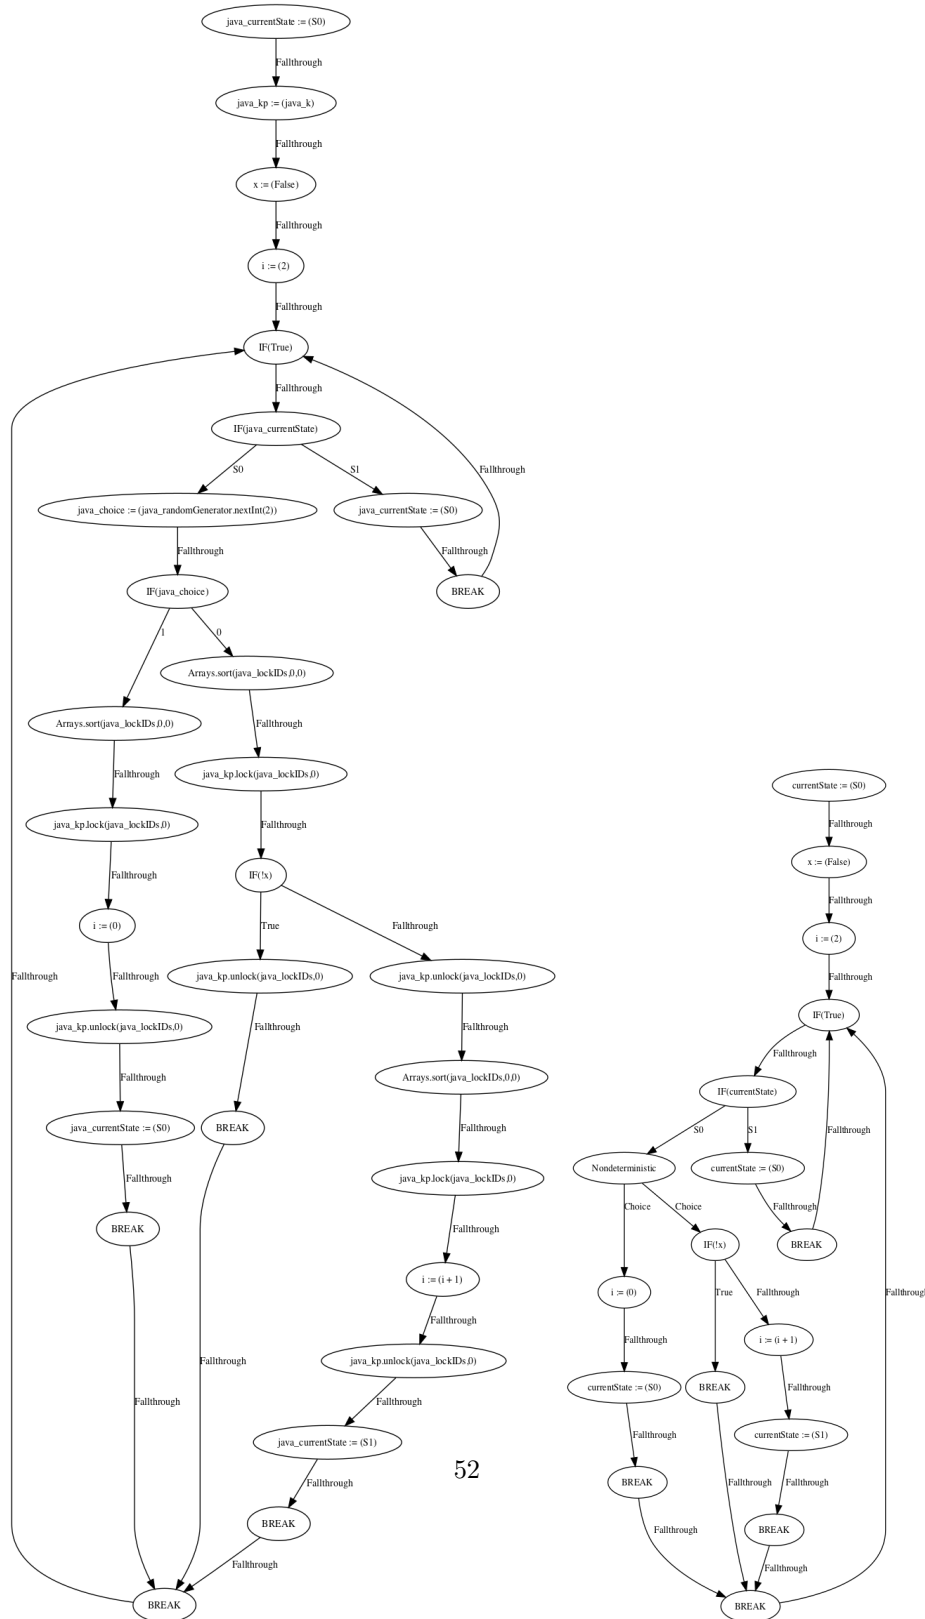 java_currentState := (S0)
Fallthrough
java_kp := (java_k)
Fallthrough
x := (False)
Fallthrough
i := (2)
Fallthrough
IF(True)
Fallthrough
IF(java_currentState)
S0
S1
Fallthrough
java_choice := (java_randomGenerator.nextInt(2))
java_currentState := (S0)
Fallthrough
Fallthrough
IF(java_choice)
BREAK
1
0
Arrays.sort(java_lockIDs,0,0)
Arrays.sort(java_lockIDs,0,0)
Fallthrough
Fallthrough
java_kp.lock(java_lockIDs,0)
java_kp.lock(java_lockIDs,0)
Fallthrough
Fallthrough
IF(!x)
i := (0)
True
Fallthrough
Fallthrough
Fallthrough
java_kp.unlock(java_lockIDs,0)
java_kp.unlock(java_lockIDs,0)
java_kp.unlock(java_lockIDs,0)
Fallthrough
Fallthrough
Fallthrough
Arrays.sort(java_lockIDs,0,0)
java_currentState := (S0)
BREAK
Fallthrough
Fallthrough
java_kp.lock(java_lockIDs,0)
BREAK
Fallthrough
i := (i + 1)
Fallthrough
java_kp.unlock(java_lockIDs,0)
Fallthrough
Fallthrough
Fallthrough
java_currentState := (S1)
Fallthrough
BREAK
Fallthrough
BREAK
52
currentState := (S0)
Fallthrough
x := (False)
Fallthrough
i := (2)
Fallthrough
IF(True)
Fallthrough
IF(currentState)
S0
S1
Fallthrough
Nondeterministic
currentState := (S0)
Choice
Choice
Fallthrough
IF(!x)
BREAK
i := (0)
True
Fallthrough
Fallthrough
i := (i + 1)
Fallthrough
Fallthrough
currentState := (S0)
BREAK
currentState := (S1)
Fallthrough
Fallthrough
Fallthrough
BREAK
BREAK
Fallthrough
Fallthrough
BREAK